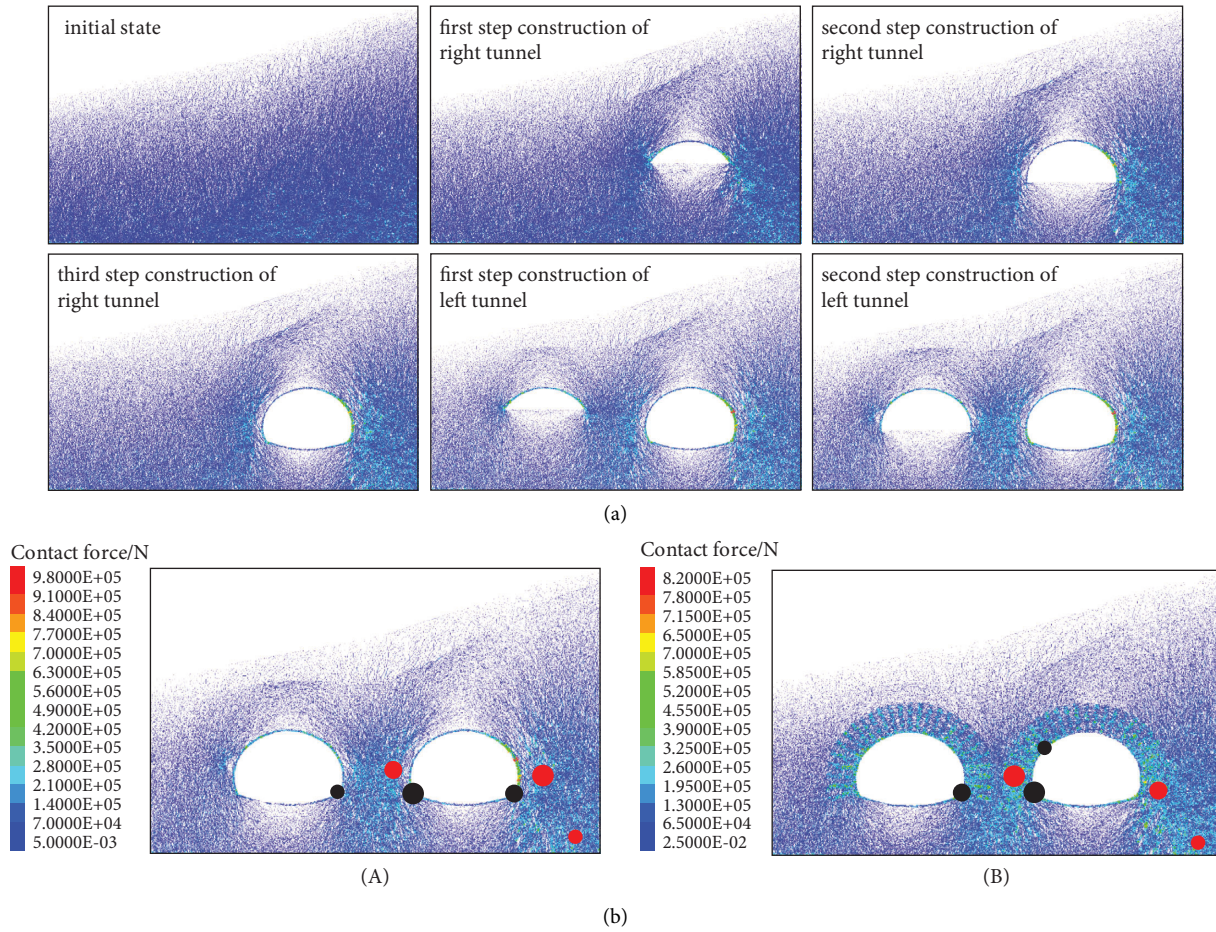 initial state
first step construction of
right tunnel
second step construction of
right tunnel
third step construction of
right tunnel
first step construction of
left tunnel
second step construction of
left tunnel
(a)
Contact force/N
9.8000E+05
9.1000E+05
8.4000E+05
7.7000E+05
7.0000E+05
6.3000E+05
5.6000E+05
4.9000E+05
4.2000E+05
3.5000E+05
2.8000E+05
2.1000E+05
1.4000E+05
7.0000E+04
5.0000E-03
(A)
Contact force/N
8.2000E+05
7.8000E+05
7.1500E+05
6.5000E+05
5.8500E+05
5.2000E+05
4.5500E+05
3.9000E+05
3.2500E+05
2.6000E+05
1.9500E+05
1.3000E+05
6.5000E+04
2.5000E-02
(B)
(b)